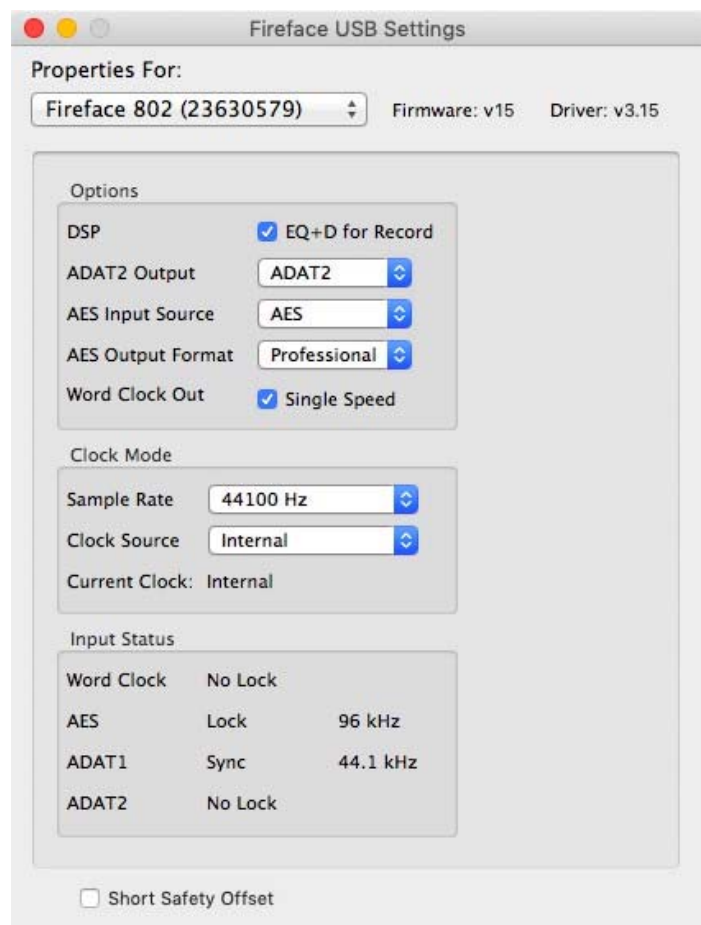 Fireface USB Settings
Properties For:
Fireface 802 (23630579) Firmware: v15 Driver: v3.15
Options
DSP EQ+D for Record
ADAT2 Output ADAT2
AES Input Source AES
AES Output Format Professional
Word Clock Out Single Speed
Clock Mode
Sample Rate 44100 Hz
Clock Source Internal
Current Clock: Internal
Input Status
Word Clock No Lock
AES Lock 96 kHz
ADAT1 Sync 44.1 kHz
ADAT2 No Lock
Short Safety Offset